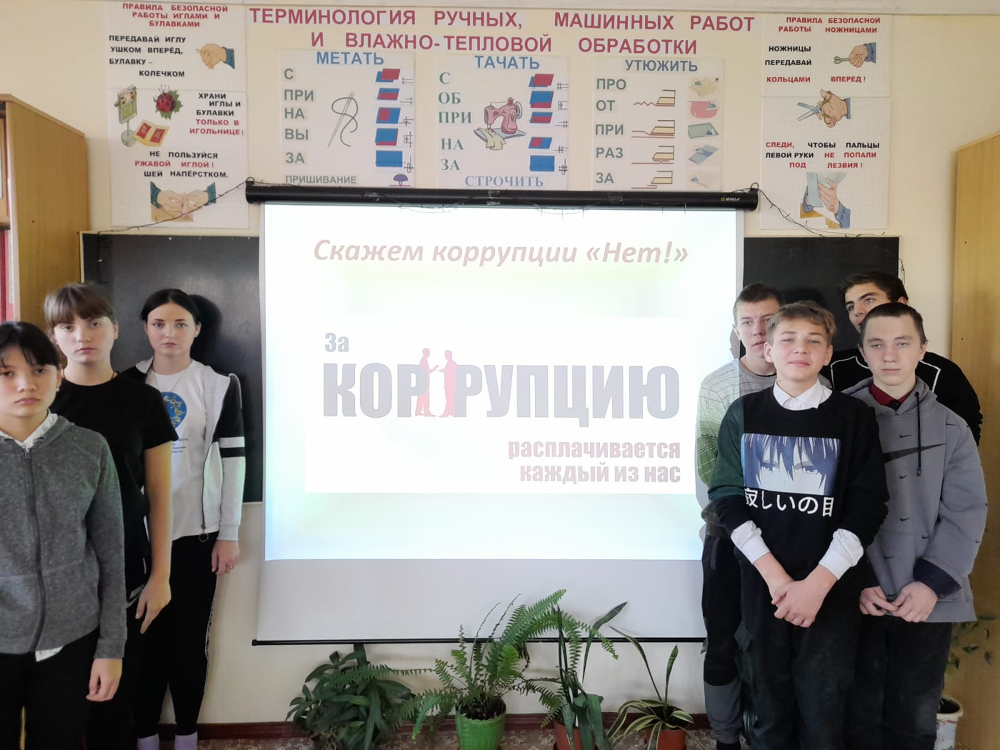 ПРАВИЛА БЕЗОПАСНОЙ
РАБОТЫ ИГЛАМИ И
БУЛАВКАМИ
ПЕРЕДАВАЙ ИГЛУ
УШКОМ ВПЕРЁД,
БУЛАВКУ –
КОЛЕЧКОМ
ХРАНИ
ИГЛЫ И
БУЛАВКИ
ТОЛЬКО В
ИГОЛЬНИЦЕ!
НЕ ПОЛЬЗУЙСЯ
РЖАВОЙ ИГЛОЙ!
ШЕЙ НАПЁРСТКОМ.
ТЕРМИНОЛОГИЯ РУЧНЫХ, МАШИННЫХ РАБОТ
И ВЛАЖНО-ТЕПЛОВОЙ ОБРАБОТКИ
МЕТАТЬ
С
ПРИ
НА
ВЫ
ЗА
ПРИШИВАНИЕ
ТАЧАТЬ
С
ОБ
ПРИ
НА
ЗА
СТРОЧИТЬ
УТЮЖИТЬ
ПРО
ОТ
ПРИ
РАЗ
ЗА
ПРАВИЛА БЕЗОПАСНОЙ
РАБОТЫ НОЖНИЦАМИ
НОЖНИЦЫ
ПЕРЕДАВАЙ
КОЛЬЦАМИ ВПЕРЁД!
СЛЕДИ, ЧТОБЫ ПАЛЬЦЫ
ЛЕВОЙ РУКИ НЕ ПОПАЛИ
ПОД ЛЕЗВИЯ!
Скажем коррупции «Нет!»
За
КОРРУПЦИЮ
расплачивается
каждый из нас
寂しいの目